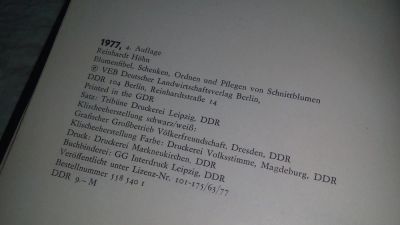 1977, 4. Auflage
Reinhardt Höhn
Blumenfibel, Schenken, Ordnen und Pflegen von Schnittblumen
© VEB Deutscher Landwirtschaftsverlag Berlin,
DDR 104 Berlin, Reinhardtstraße 14
Printed in the GDR
Satz: Tribüne Druckerei Leipzig, DDR
Klischeeherstellung schwarz/weiß:
Grafischer Großbetrieb Völkerfreundschaft, Dresden, DDR
Klischeeherstellung Farbe: Druckerei Volksstimme, Magdeburg, DDR
Druck: Druckerei Markneukirchen, DDR
Buchbinderei: GG Interdruck Leipzig, DDR
Veröffentlicht unter Lizenz-Nr. 101-175/63/77
Bestellnummer 558 540 1
DDR 9.– M